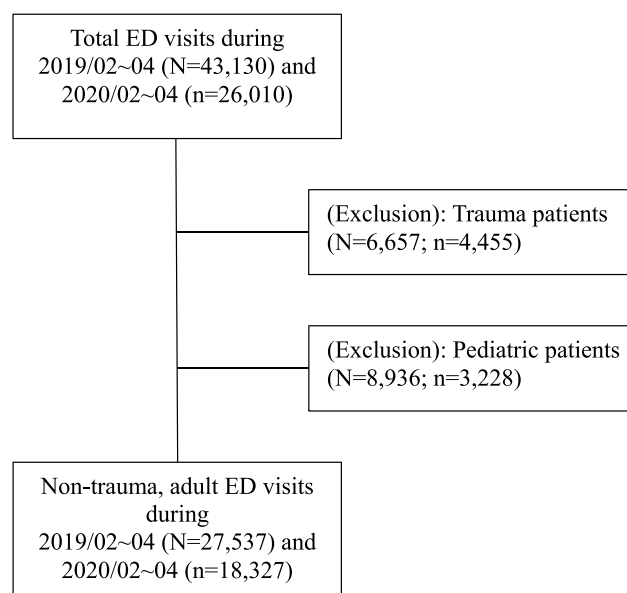 Total ED visits during
2019/02~04 (N=43,130) and
2020/02~04 (n=26,010)
(Exclusion): Trauma patients
(N=6,657; n=4,455)
(Exclusion): Pediatric patients
(N=8,936; n=3,228)
Non-trauma, adult ED visits
during
2019/02~04 (N=27,537) and
2020/02~04 (n=18,327)